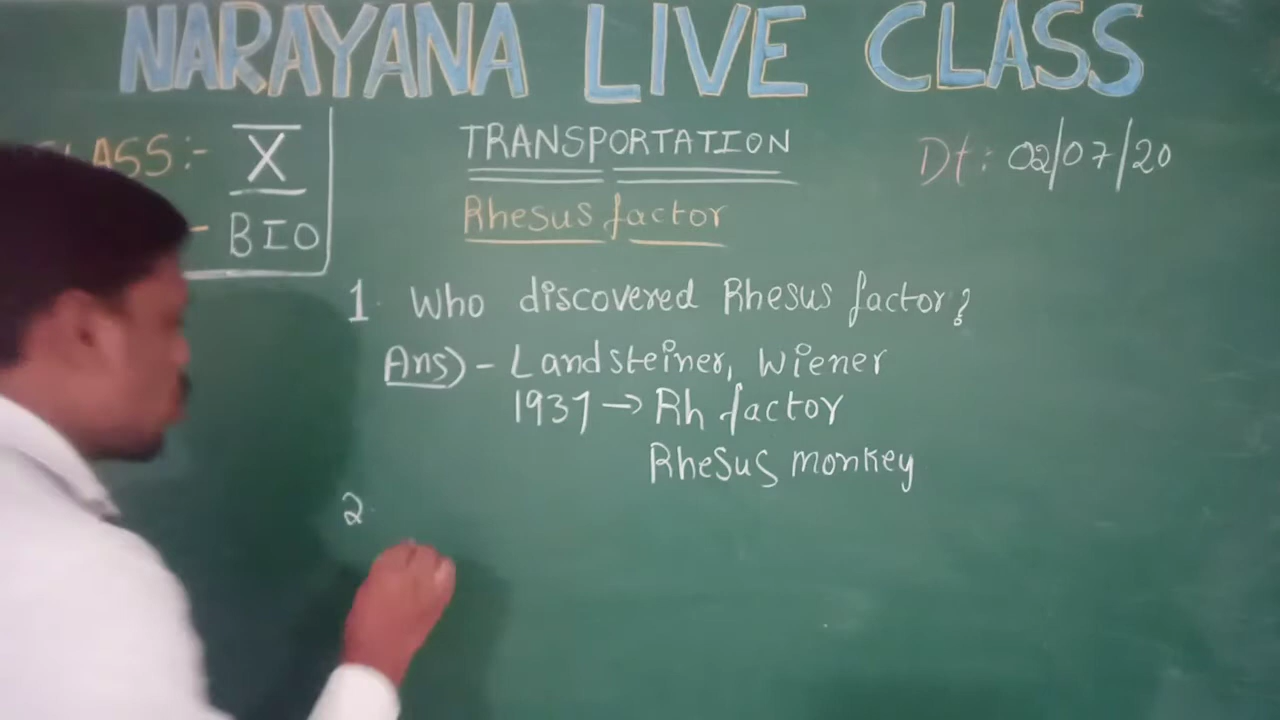 NARAYANA LIVE CLASS
CLASS:- X
- BIO
TRANSPORTATION
Dt: 02/07/20
Rhesus factor
1. Who discovered Rhesus factor?
Ans) - Landsteiner, Wiener
1937 → Rh factor
Rhesus monkey
2.